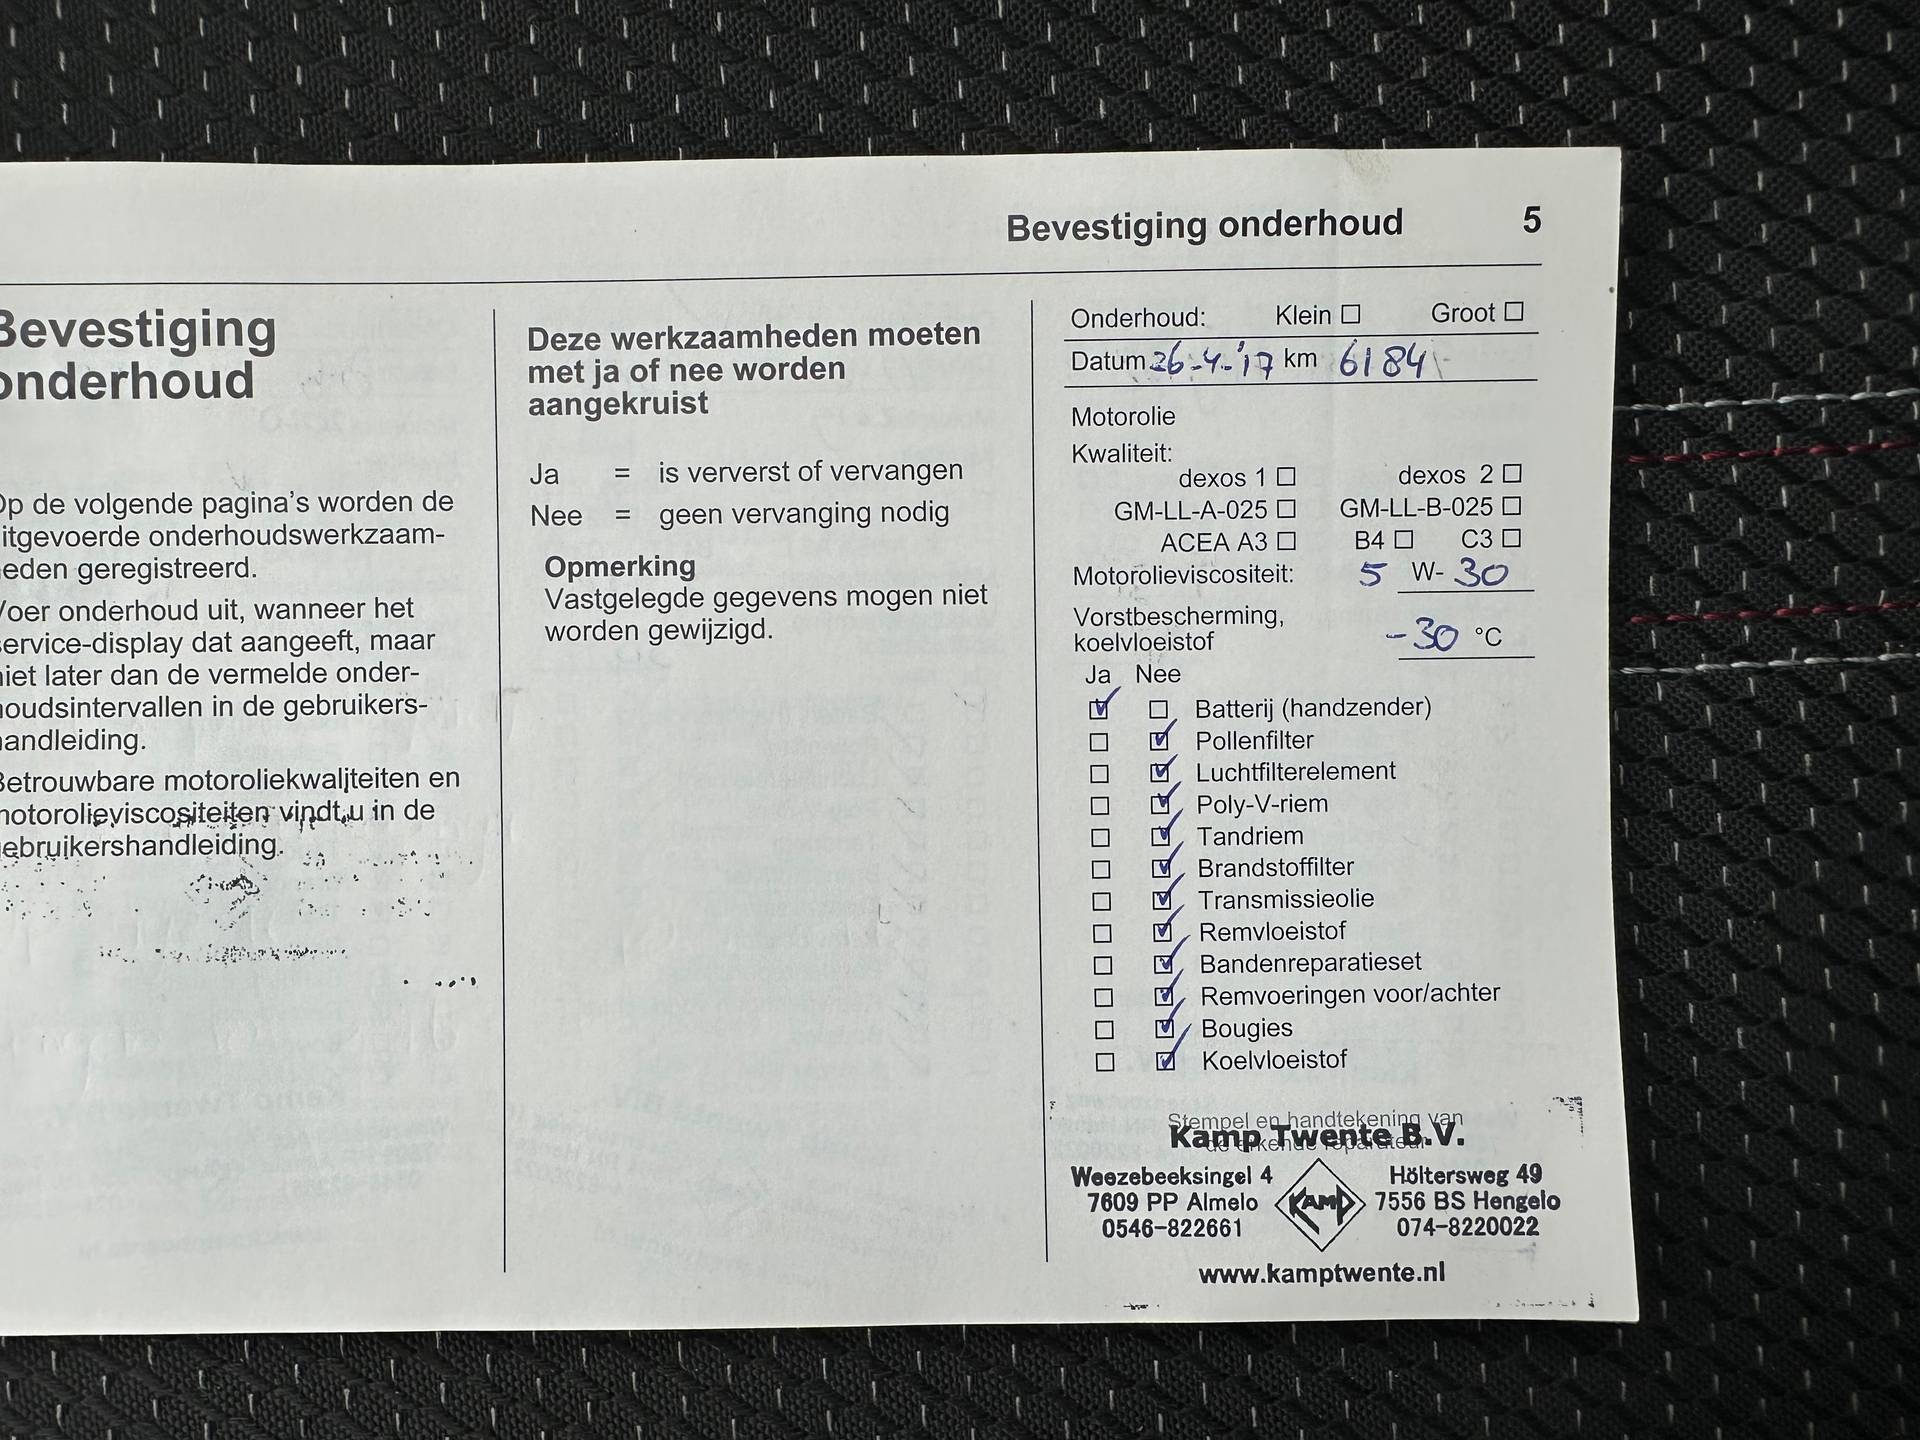 Bevestiging onderhoud 5
Bevestiging
onderhoud
Op de volgende pagina's worden de
uitgevoerde onderhoudswerkzaam-
heden geregistreerd.
Voer onderhoud uit, wanneer het
service-display dat aangeeft, maar
niet later dan de vermelde onder-
houdsintervallen in de gebruikers-
handleiding.
Betrouwbare motoroliekwaliteiten en
motorolieviscositeiten vindt u in de
gebruikershandleiding.
Deze werkzaamheden moeten
met ja of nee worden
aangekruist
Ja = is ververst of vervangen
Nee = geen vervanging nodig
Opmerking
Vastgelegde gegevens mogen niet
worden gewijzigd.
Onderhoud: Klein ☐ Groot ☐
Datum 26-4-'17 km 6184
Motorolie
Kwaliteit:
dexos 1 ☐ dexos 2 ☐
GM-LL-A-025 ☐ GM-LL-B-025 ☐
ACEA A3 ☐ B4 ☐ C3 ☐
Motorolieviscositeit: 5 W- 30
Vorstbescherming,
koelvloeistof -30 °C
Ja Nee
☑ ☐ Batterij (handzender)
☐ ☑ Pollenfilter
☐ ☑ Luchtfilterelement
☐ ☑ Poly-V-riem
☐ ☑ Tandriem
☐ ☑ Brandstoffilter
☐ ☑ Transmissieolie
☐ ☑ Remvloeistof
☐ ☑ Bandenreparatieset
☐ ☑ Remvoeringen voor/achter
☐ ☑ Bougies
☐ ☑ Koelvloeistof
Stempel en handtekening van
de erkende reparateur
Kamp Twente B.V.
Weezebeeksingel 4
7609 PP Almelo
0546-822661
KAMP
Höltersweg 49
7556 BS Hengelo
074-8220022
www.kamptwente.nl